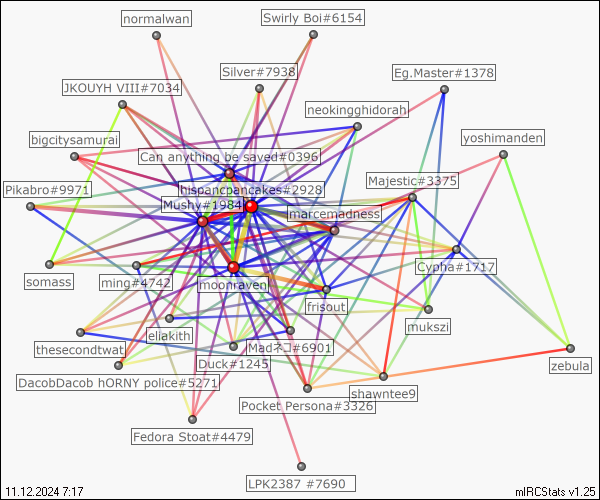 normalwan
Swirly Boi#6154
Silver#7938
Eg.Master#1378
JKOUYH VIII#7034
neokingghidorah
bigcitysamurai
yoshimanden
Can anything be saved#0396
Pikabro#9971
hispancpancakes#2928
Majestic#3375
Mushy#1984
marcemadness
somass
ming#4742
moonraven
Cypha#1717
frisout
mukszi
eliakith
thesecondtwat
Madネコ#6901
Duck#1245
zebula
DacobDacob hORNY police#5271
shawntee9
Pocket Persona#3326
Fedora Stoat#4479
LPK2387 #7690
11.12.2024 7:17
mIRCStats v1.25